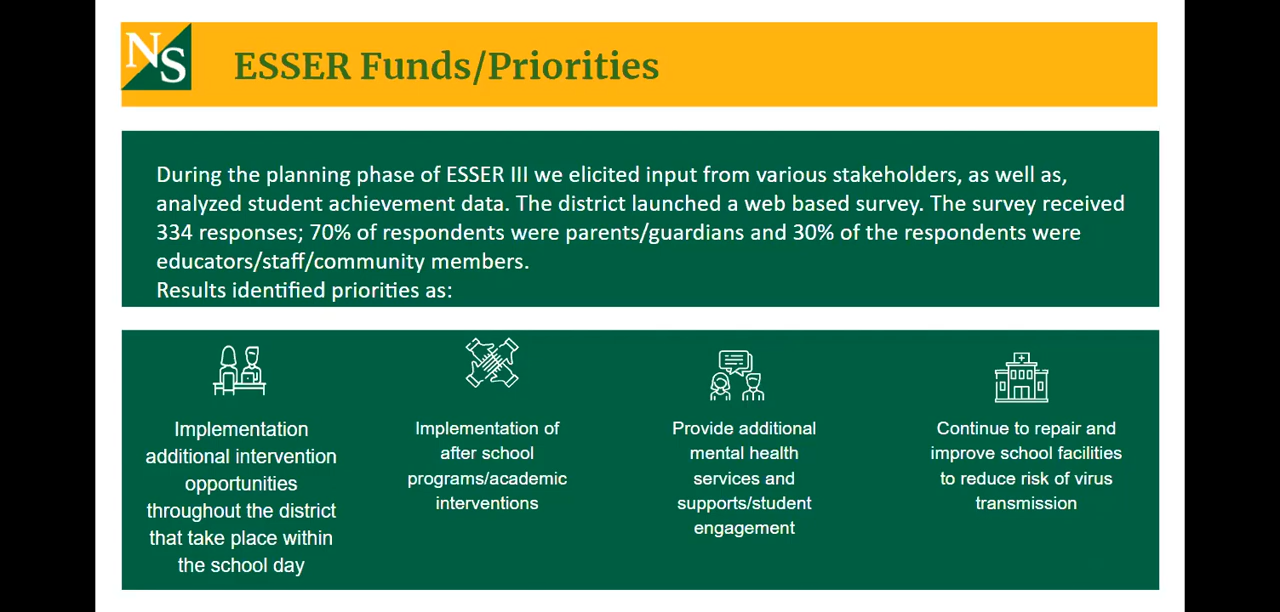 NS
ESSER Funds/Priorities
During the planning phase of ESSER III we elicited input from various stakeholders, as well as,
analyzed student achievement data. The district launched a web based survey. The survey received
334 responses; 70% of respondents were parents/guardians and 30% of the respondents were
educators/staff/community members.
Results identified priorities as:
Implementation
additional intervention
opportunities
throughout the district
that take place within
the school day
Implementation of
after school
programs/academic
interventions
Provide additional
mental health
services and
supports/student
engagement
Continue to repair and
improve school facilities
to reduce risk of virus
transmission